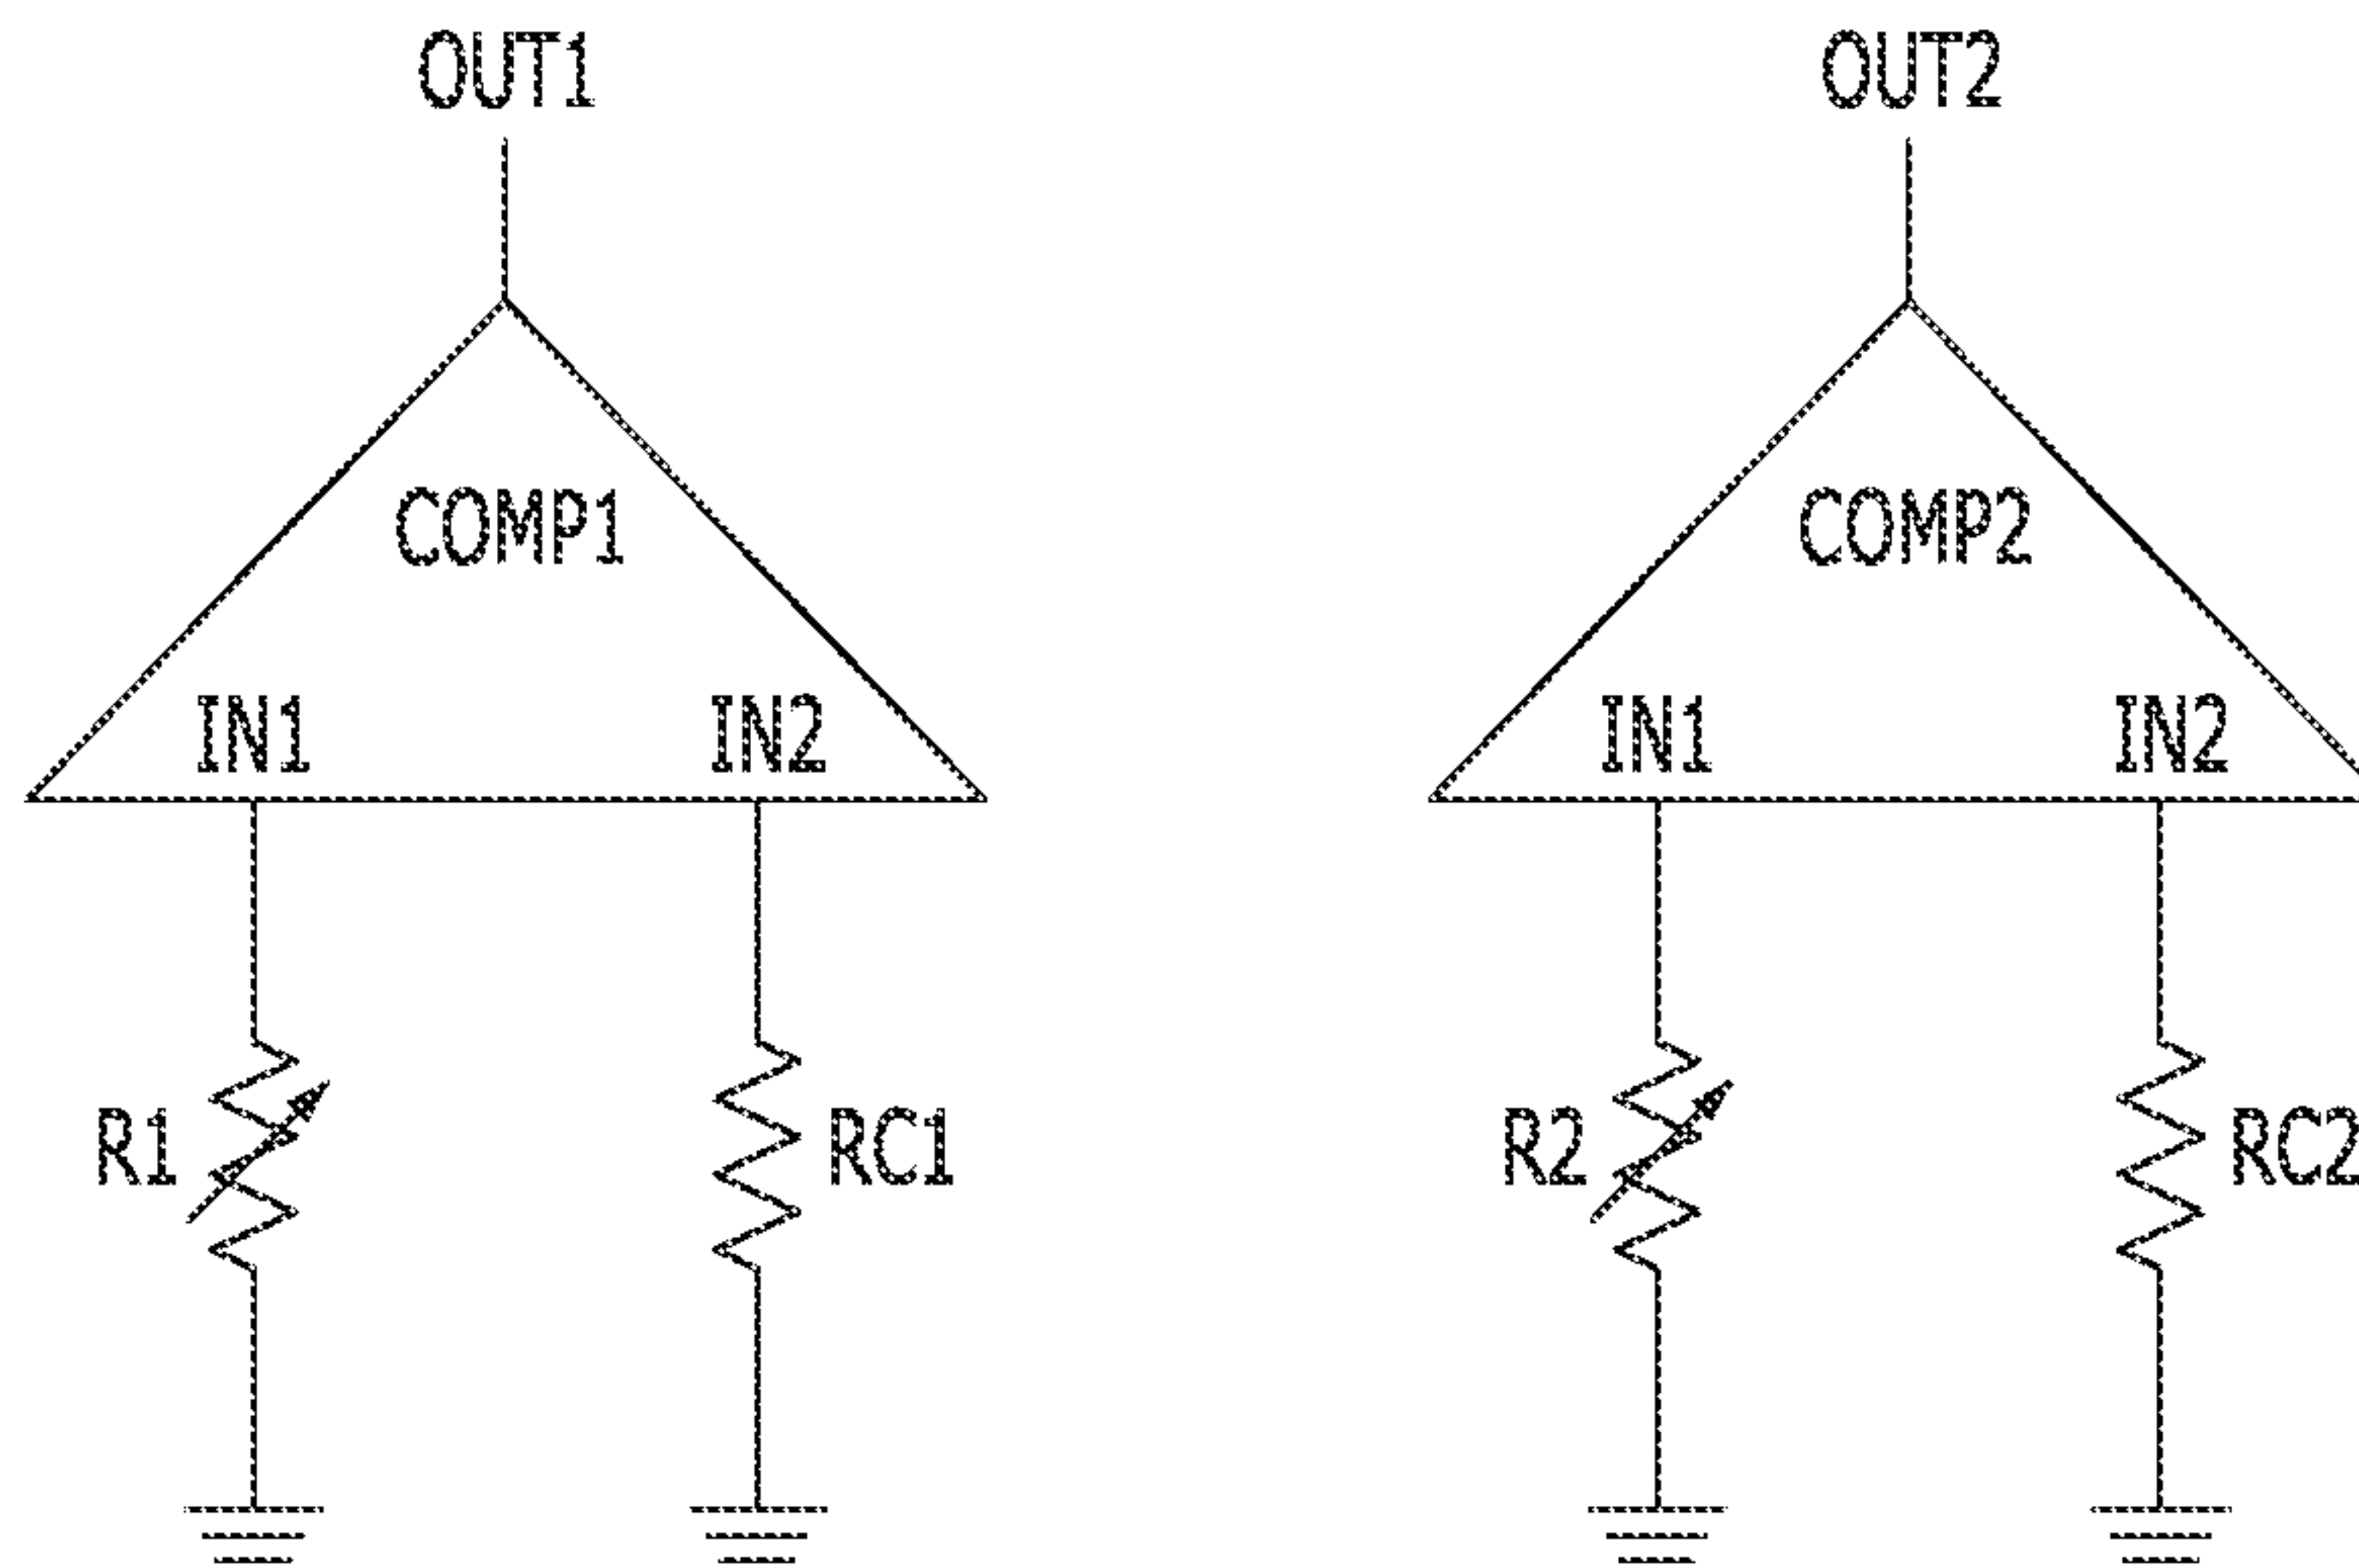 OUT1 OUT2
COMP1 COMP2
IN1 IN2 IN1 IN2
R1 RC1 R2 RC2